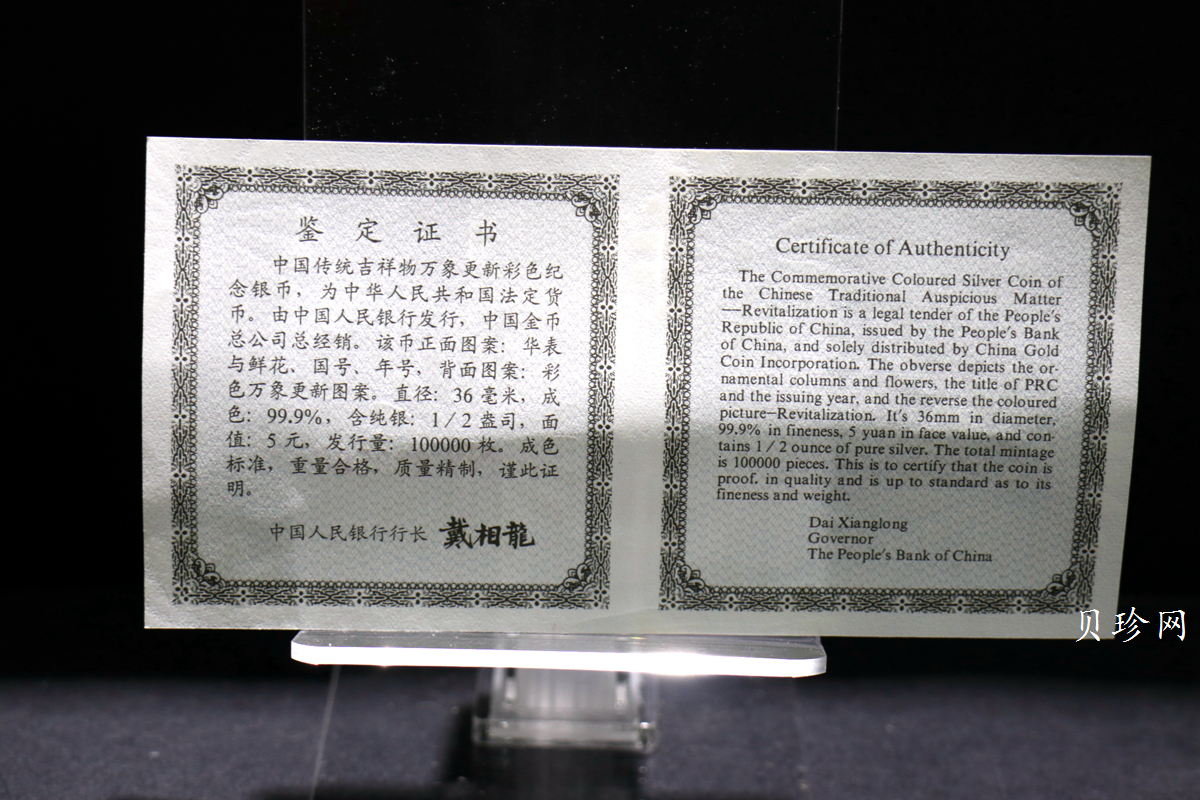 鉴定证书
中国传统吉祥物万象更新彩色纪
念银币，为中华人民共和国法定货
币。由中国人民银行发行，中国金币
总公司总经销。该币正面图案：华表
与鲜花、国号、年号，背面图案：彩
色万象更新图案。直径：36毫米，成
色：99.9%，含纯银：1/2盎司，面
值：5元，发行量：100000枚。成色
标准，重量合格，质量精制，谨此证
明。
中国人民银行行长 戴相龍
Certificate of Authenticity
The Commemorative Coloured Silver Coin of
the Chinese Traditional Auspicious Matter
—Revitalization is a legal tender of the People's
Republic of China, issued by the People's Bank
of China, and solely distributed by China Gold
Coin Incorporation. The obverse depicts the or-
namental columns and flowers, the title of PRC
and the issuing year, and the reverse the coloured
picture—Revitalization. It's 36mm in diameter,
99.9% in fineness, 5 yuan in face value, and con-
tains 1/2 ounce of pure silver. The total mintage
is 100000 pieces. This is to certify that the coin is
proof. in quality and is up to standard as to its
fineness and weight.
Dai Xianglong
Governor
The People's Bank of China
贝珍网